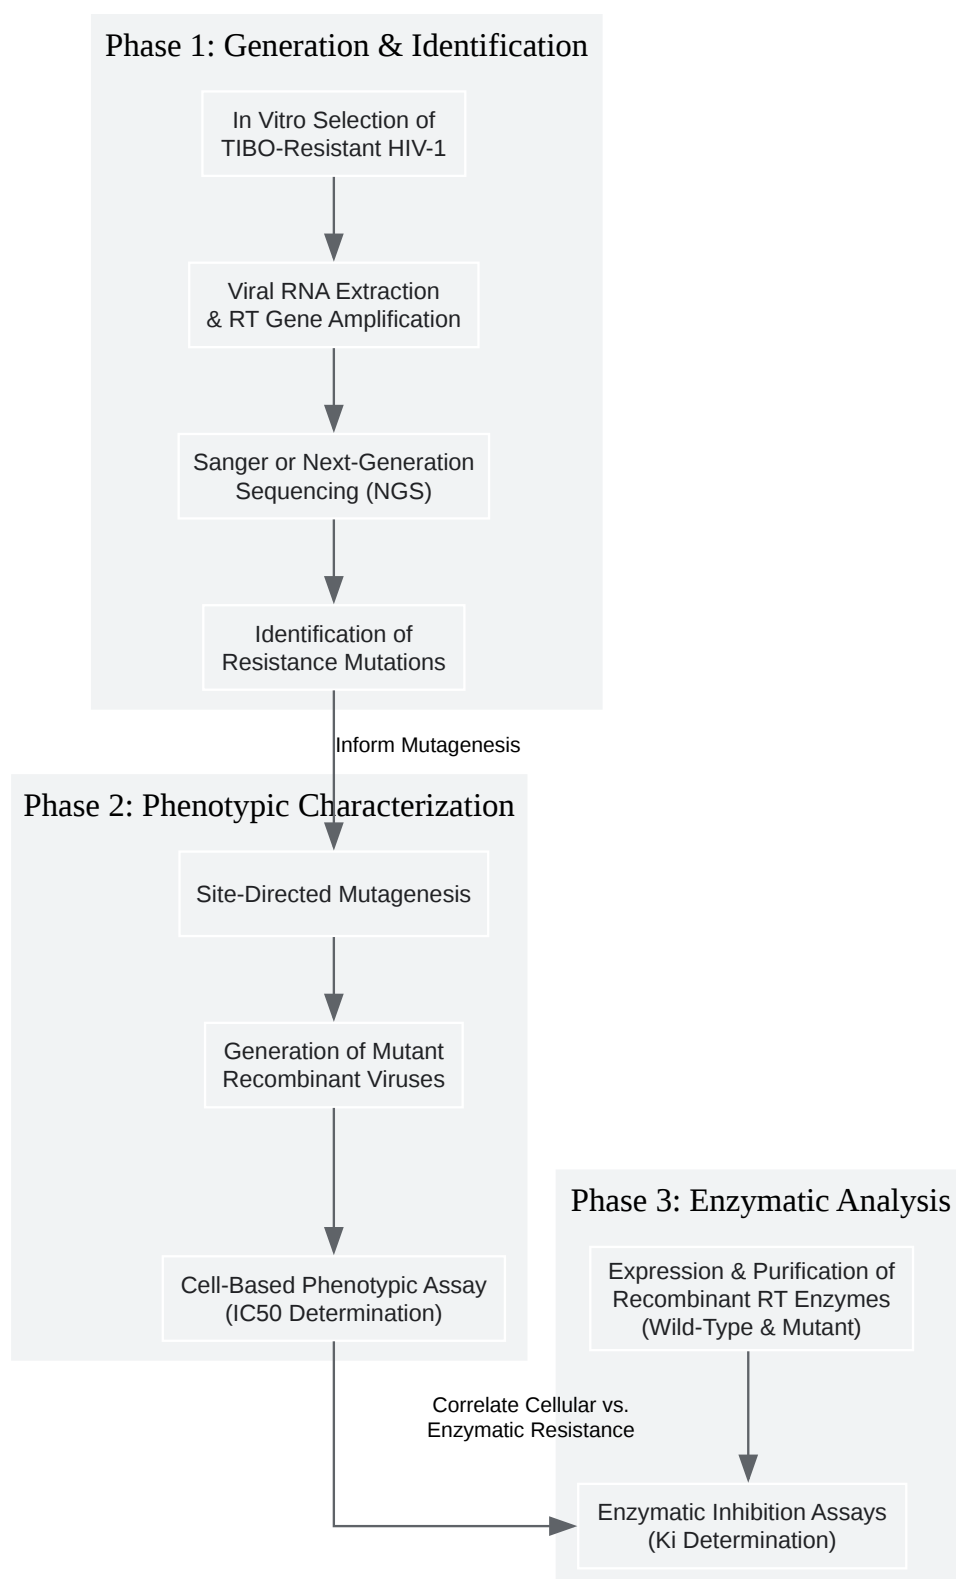 Phase 1: Generation & Identification
In Vitro Selection of
TIBO-Resistant HIV-1
Viral RNA Extraction
& RT Gene Amplification
Sanger or Next-Generation
Sequencing (NGS)
Identification of
Resistance Mutations
Inform Mutagenesis
Phase 2: Phenotypic Characterization
Site-Directed Mutagenesis
Generation of Mutant
Recombinant Viruses
Cell-Based Phenotypic Assay
(IC50 Determination)
Phase 3: Enzymatic Analysis
Expression & Purification of
Recombinant RT Enzymes
(Wild-Type & Mutant)
Correlate Cellular vs.
Enzymatic Resistance
Enzymatic Inhibition Assays
(Ki Determination)